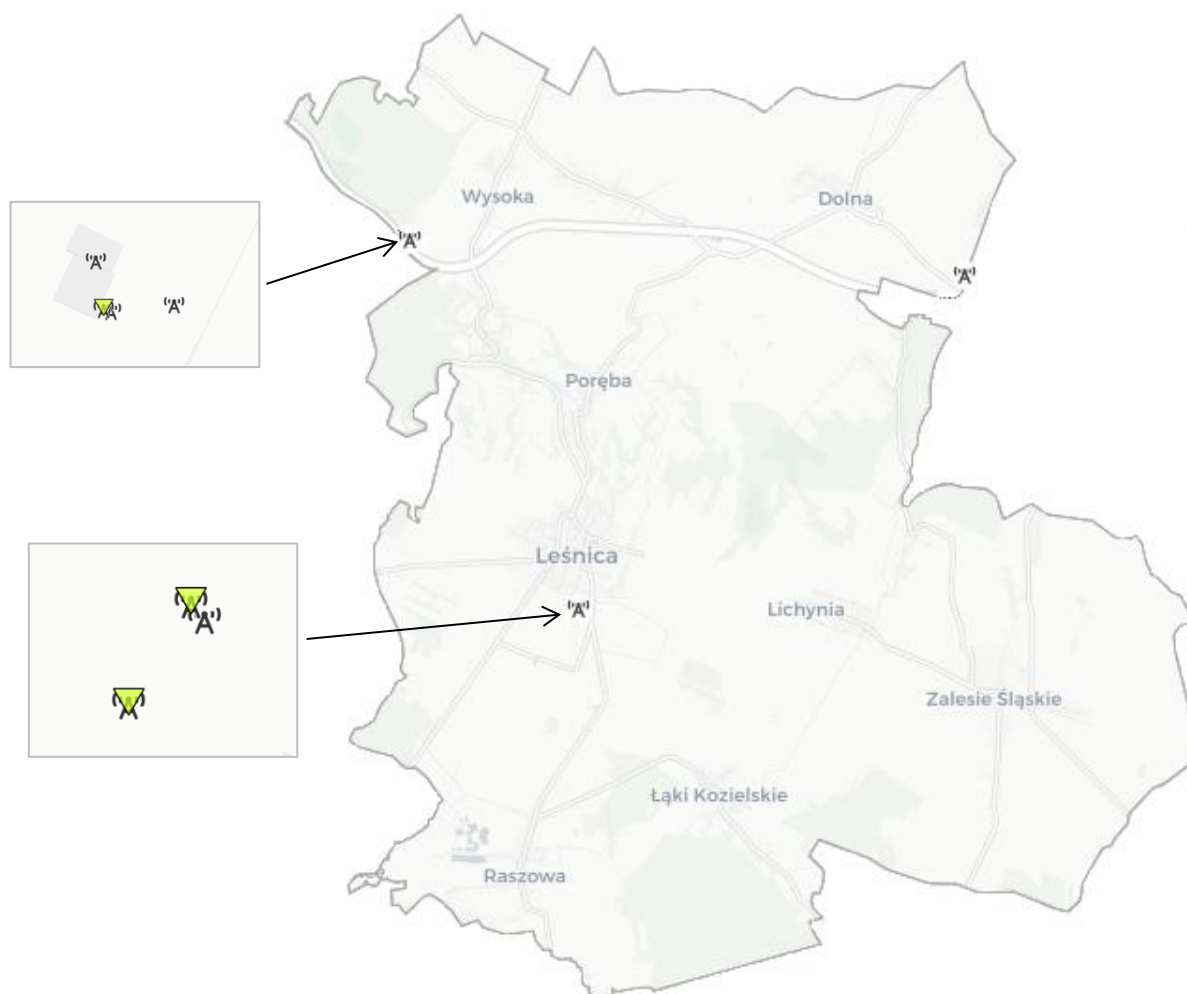 Wysoka
Dolna
Poręba
Leśnica
Lichynia
Zalesie Śląskie
Łąki Kozielskie
Raszowa